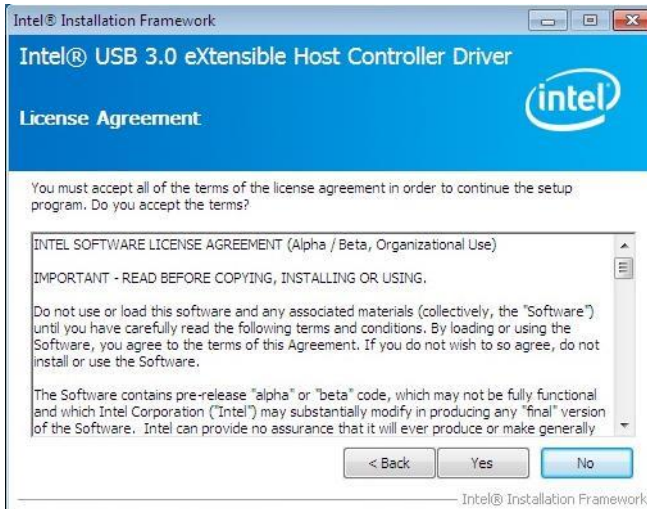 Intel® Installation Framework
Intel® USB 3.0 eXtensible Host Controller Driver
intel
License Agreement
You must accept all of the terms of the license agreement in order to continue the setup
program. Do you accept the terms?
INTEL SOFTWARE LICENSE AGREEMENT (Alpha / Beta, Organizational Use)
IMPORTANT - READ BEFORE COPYING, INSTALLING OR USING.
Do not use or load this software and any associated materials (collectively, the "Software")
until you have carefully read the following terms and conditions. By loading or using the
Software, you agree to the terms of this Agreement. If you do not wish to so agree, do not
install or use the Software.
The Software contains pre-release "alpha" or "beta" code, which may not be fully functional
and which Intel Corporation ("Intel") may substantially modify in producing any "final" version
of the Software. Intel can provide no assurance that it will ever produce or make generally
< Back Yes No
Intel® Installation Framework